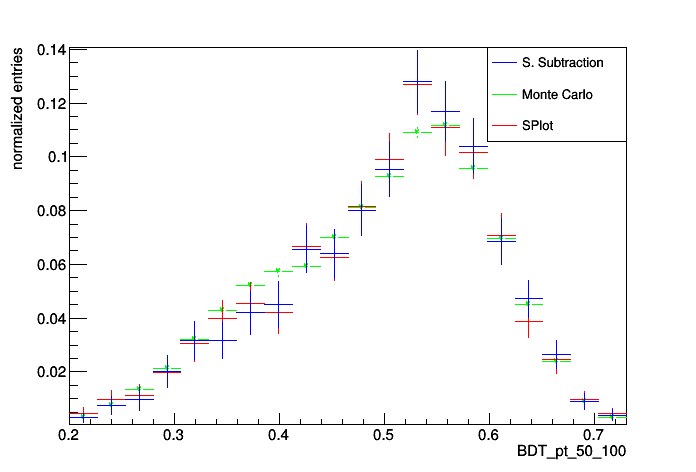 normalized entries
0.14
0.12
0.1
0.08
0.06
0.04
0.02
S. Subtraction
Monte Carlo
SPlot
0.2 0.3 0.4 0.5 0.6 0.7
BDT_pt_50_100